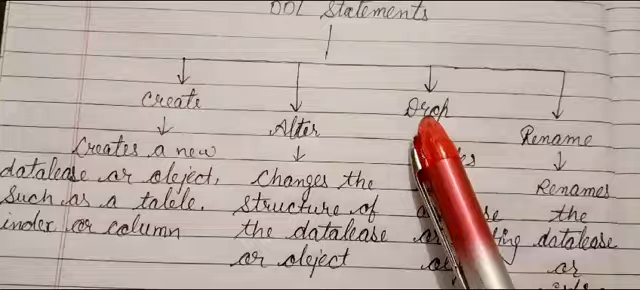 DDL Statements
Create
Alter
Drop
Rename
Creates a new
database or object,
such as a table.
index or column
Changes the
structure of
the database
or object
Renames
the
database
or